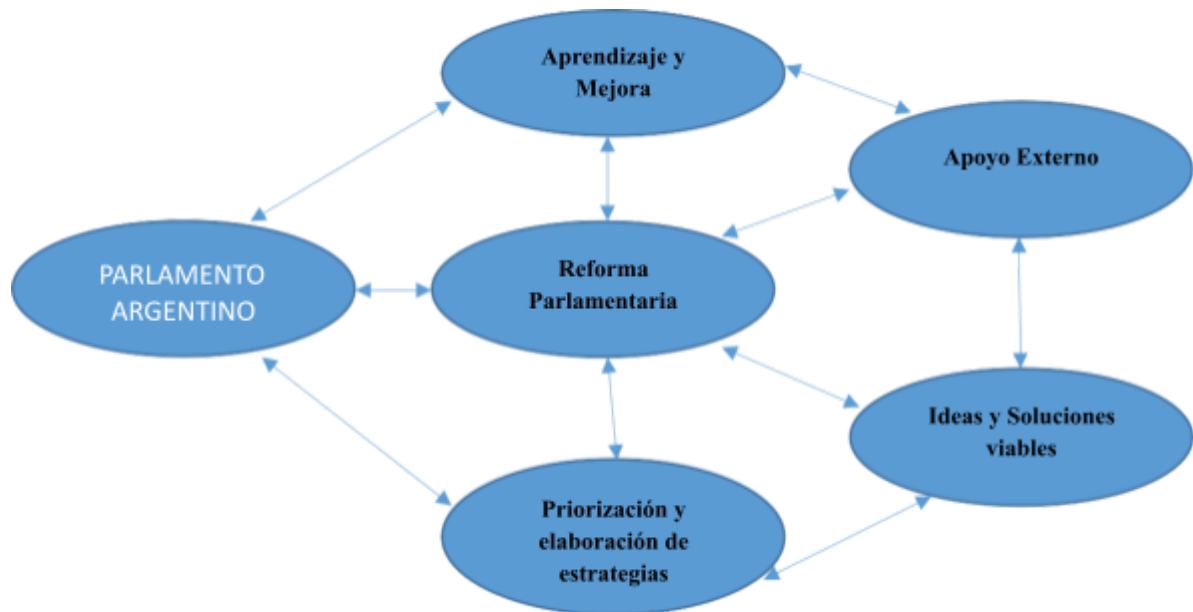 Aprendizaje y
Mejora
Apoyo Externo
PARLAMENTO
ARGENTINO
Reforma
Parlamentaria
Ideas y Soluciones
viables
Priorización y
elaboración de
estrategias